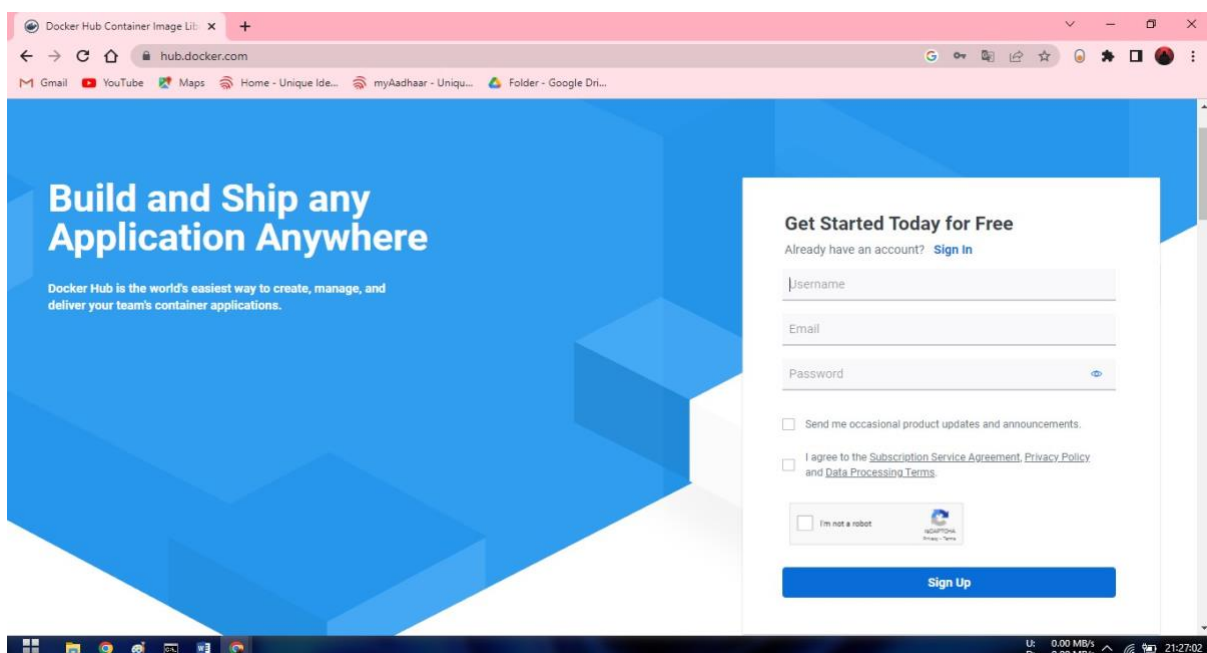 Docker Hub Container Image Lib
hub.docker.com
Gmail YouTube Maps Home - Unique Ide... myAadhaar - Uniqu... Folder - Google Dri...
Build and Ship any
Application Anywhere
Docker Hub is the world's easiest way to create, manage, and
deliver your team's container applications.
Get Started Today for Free
Already have an account? Sign In
Username
Email
Password
Send me occasional product updates and announcements.
I agree to the Subscription Service Agreement, Privacy Policy
and Data Processing Terms.
I'm not a robot
reCAPTCHA
Privacy - Terms
Sign Up
U: 0.00 MB/s
21:27:02